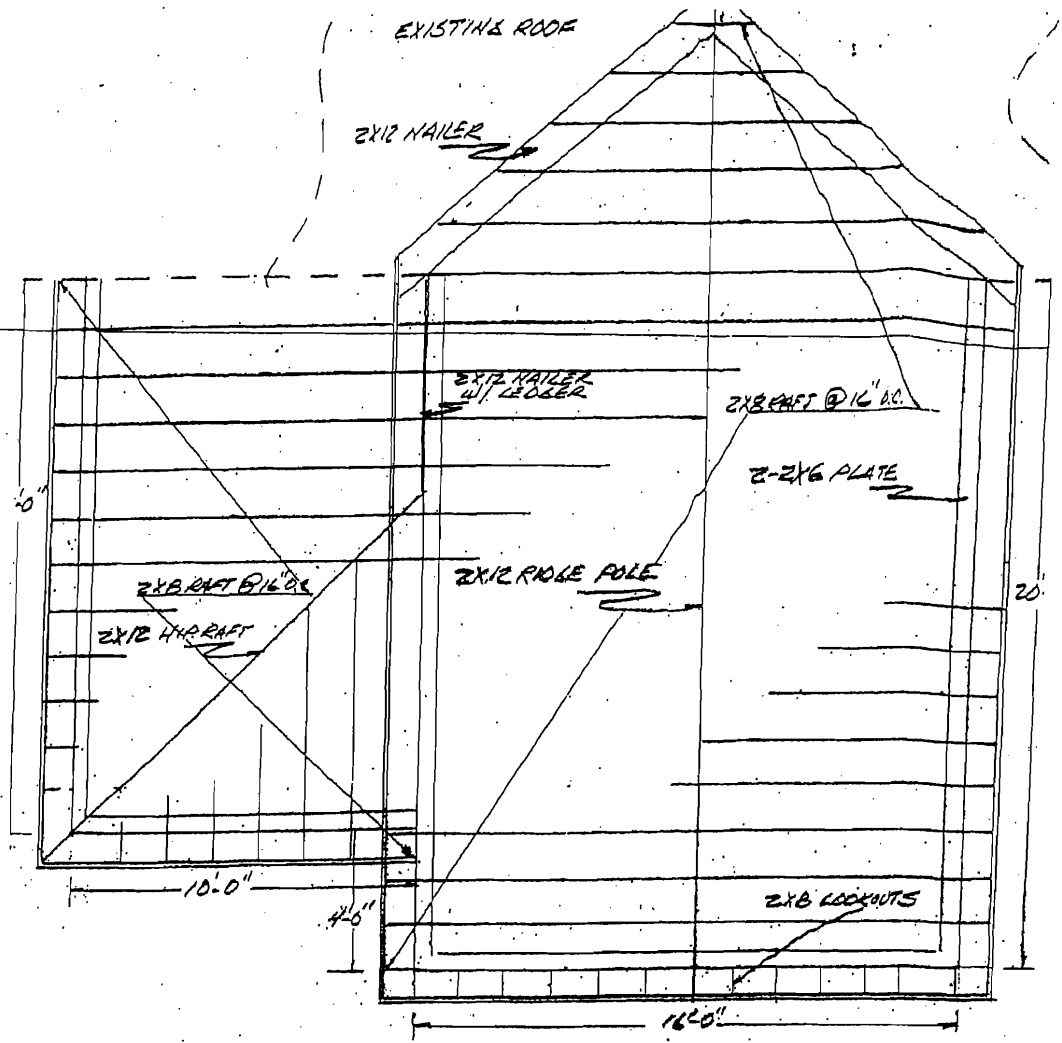 EXISTING ROOF
2X12 NAILER
2X12 NAILER
W/ LEDGER
2X8 RAFT @ 16" O.C.
2-2X6 PLATE
'-0"
2X8 RAFT @ 16" O.C.
2X12 RIDGE POLE
20'
2X12 HIP RAFT
10'-0"
4'-0"
2X8 LOOKOUTS
16'-0"